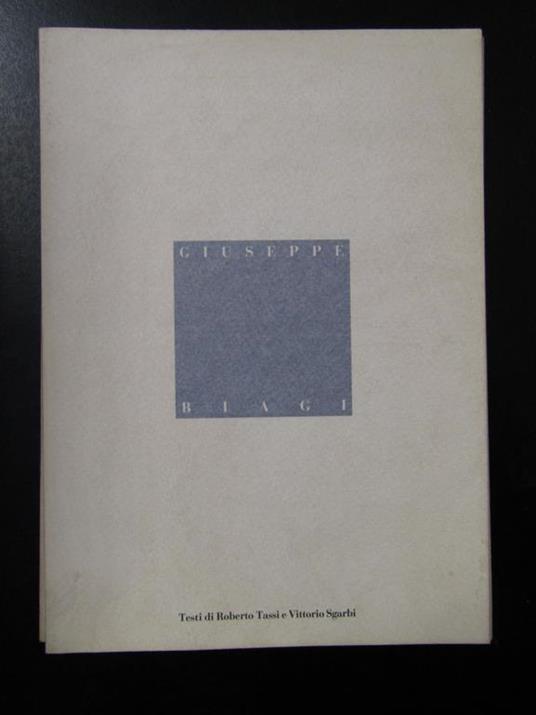 GIUSEPPE
BIAGI
Testi di Roberto Tassi e Vittorio Sgarbi